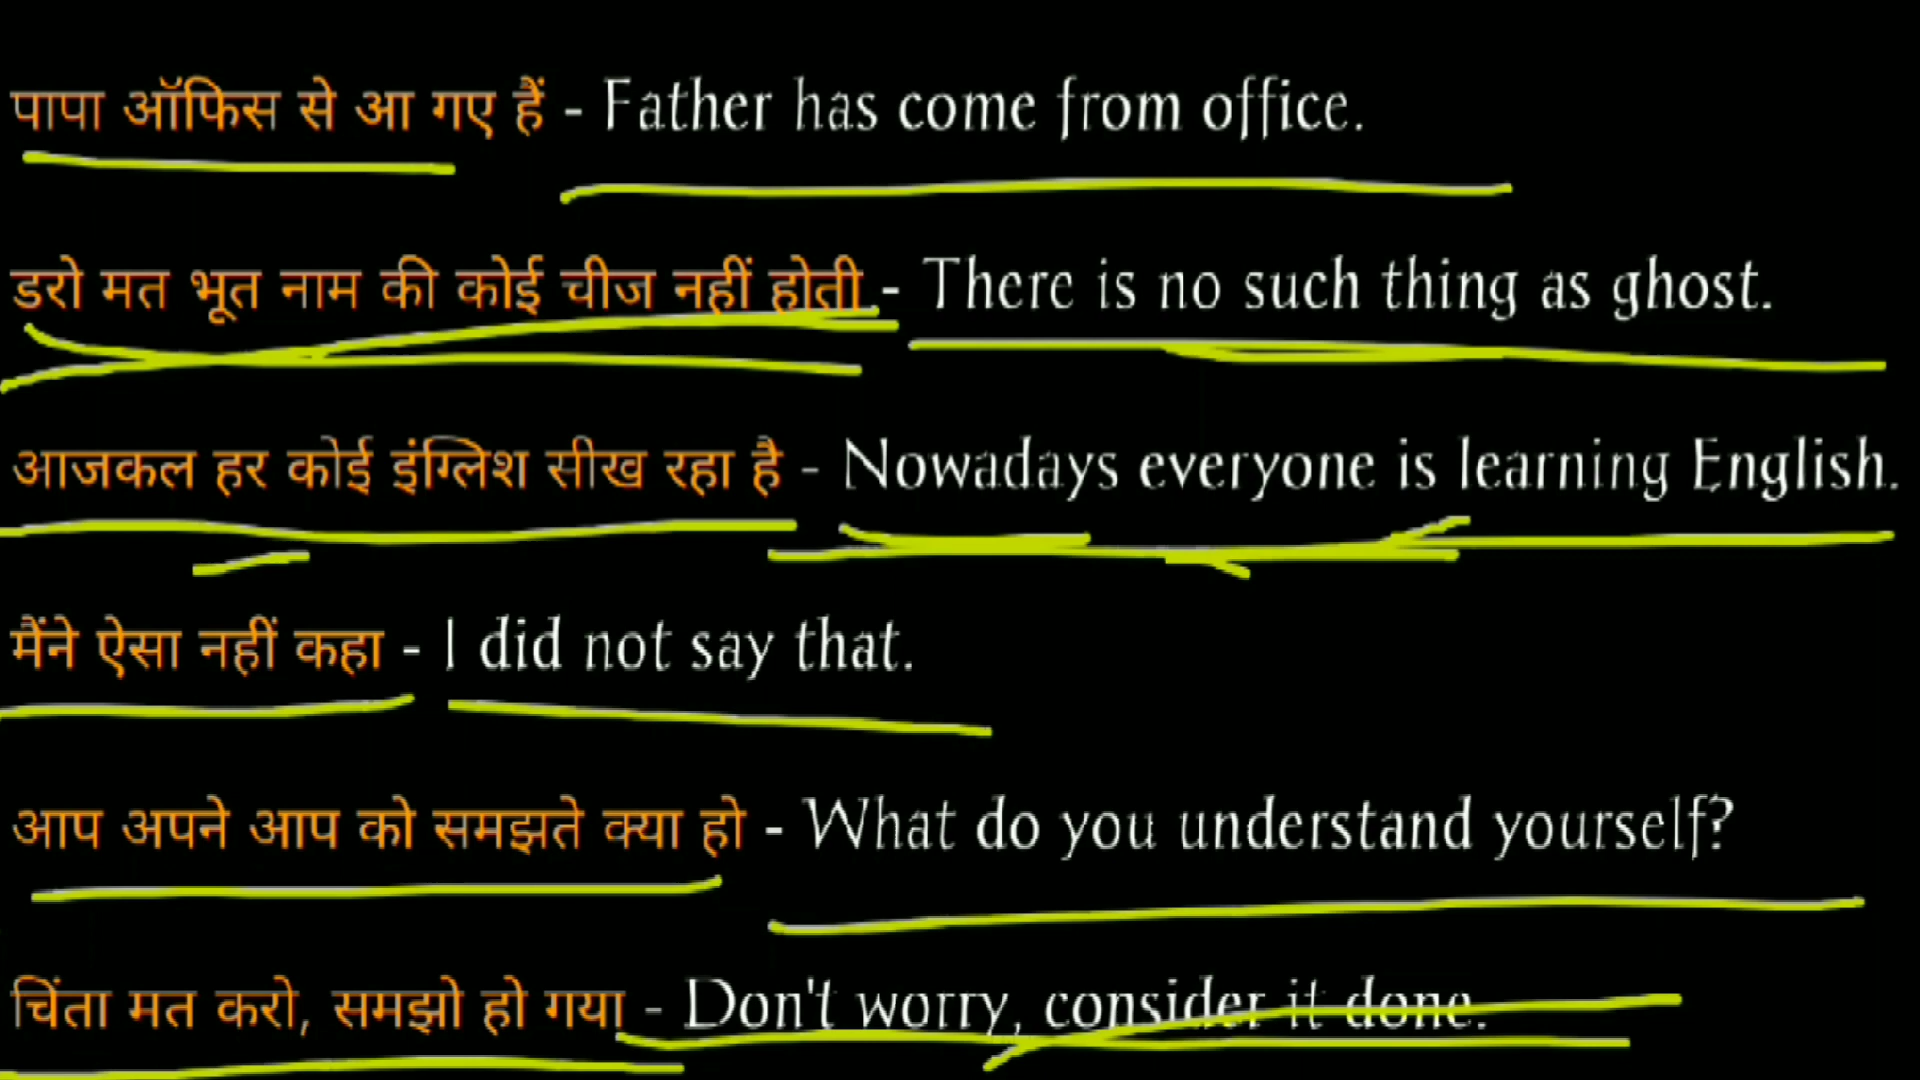 पापा ऑफिस से आ गए हैं - Father has come from office.
डरो मत भूत नाम की कोई चीज नहीं होती - There is no such thing as ghost.
आजकल हर कोई इंग्लिश सीख रहा है - Nowadays everyone is learning English.
मैंने ऐसा नहीं कहा - I did not say that.
आप अपने आप को समझते क्या हो - What do you understand yourself?
चिंता मत करो, समझो हो गया - Don't worry, consider it done.